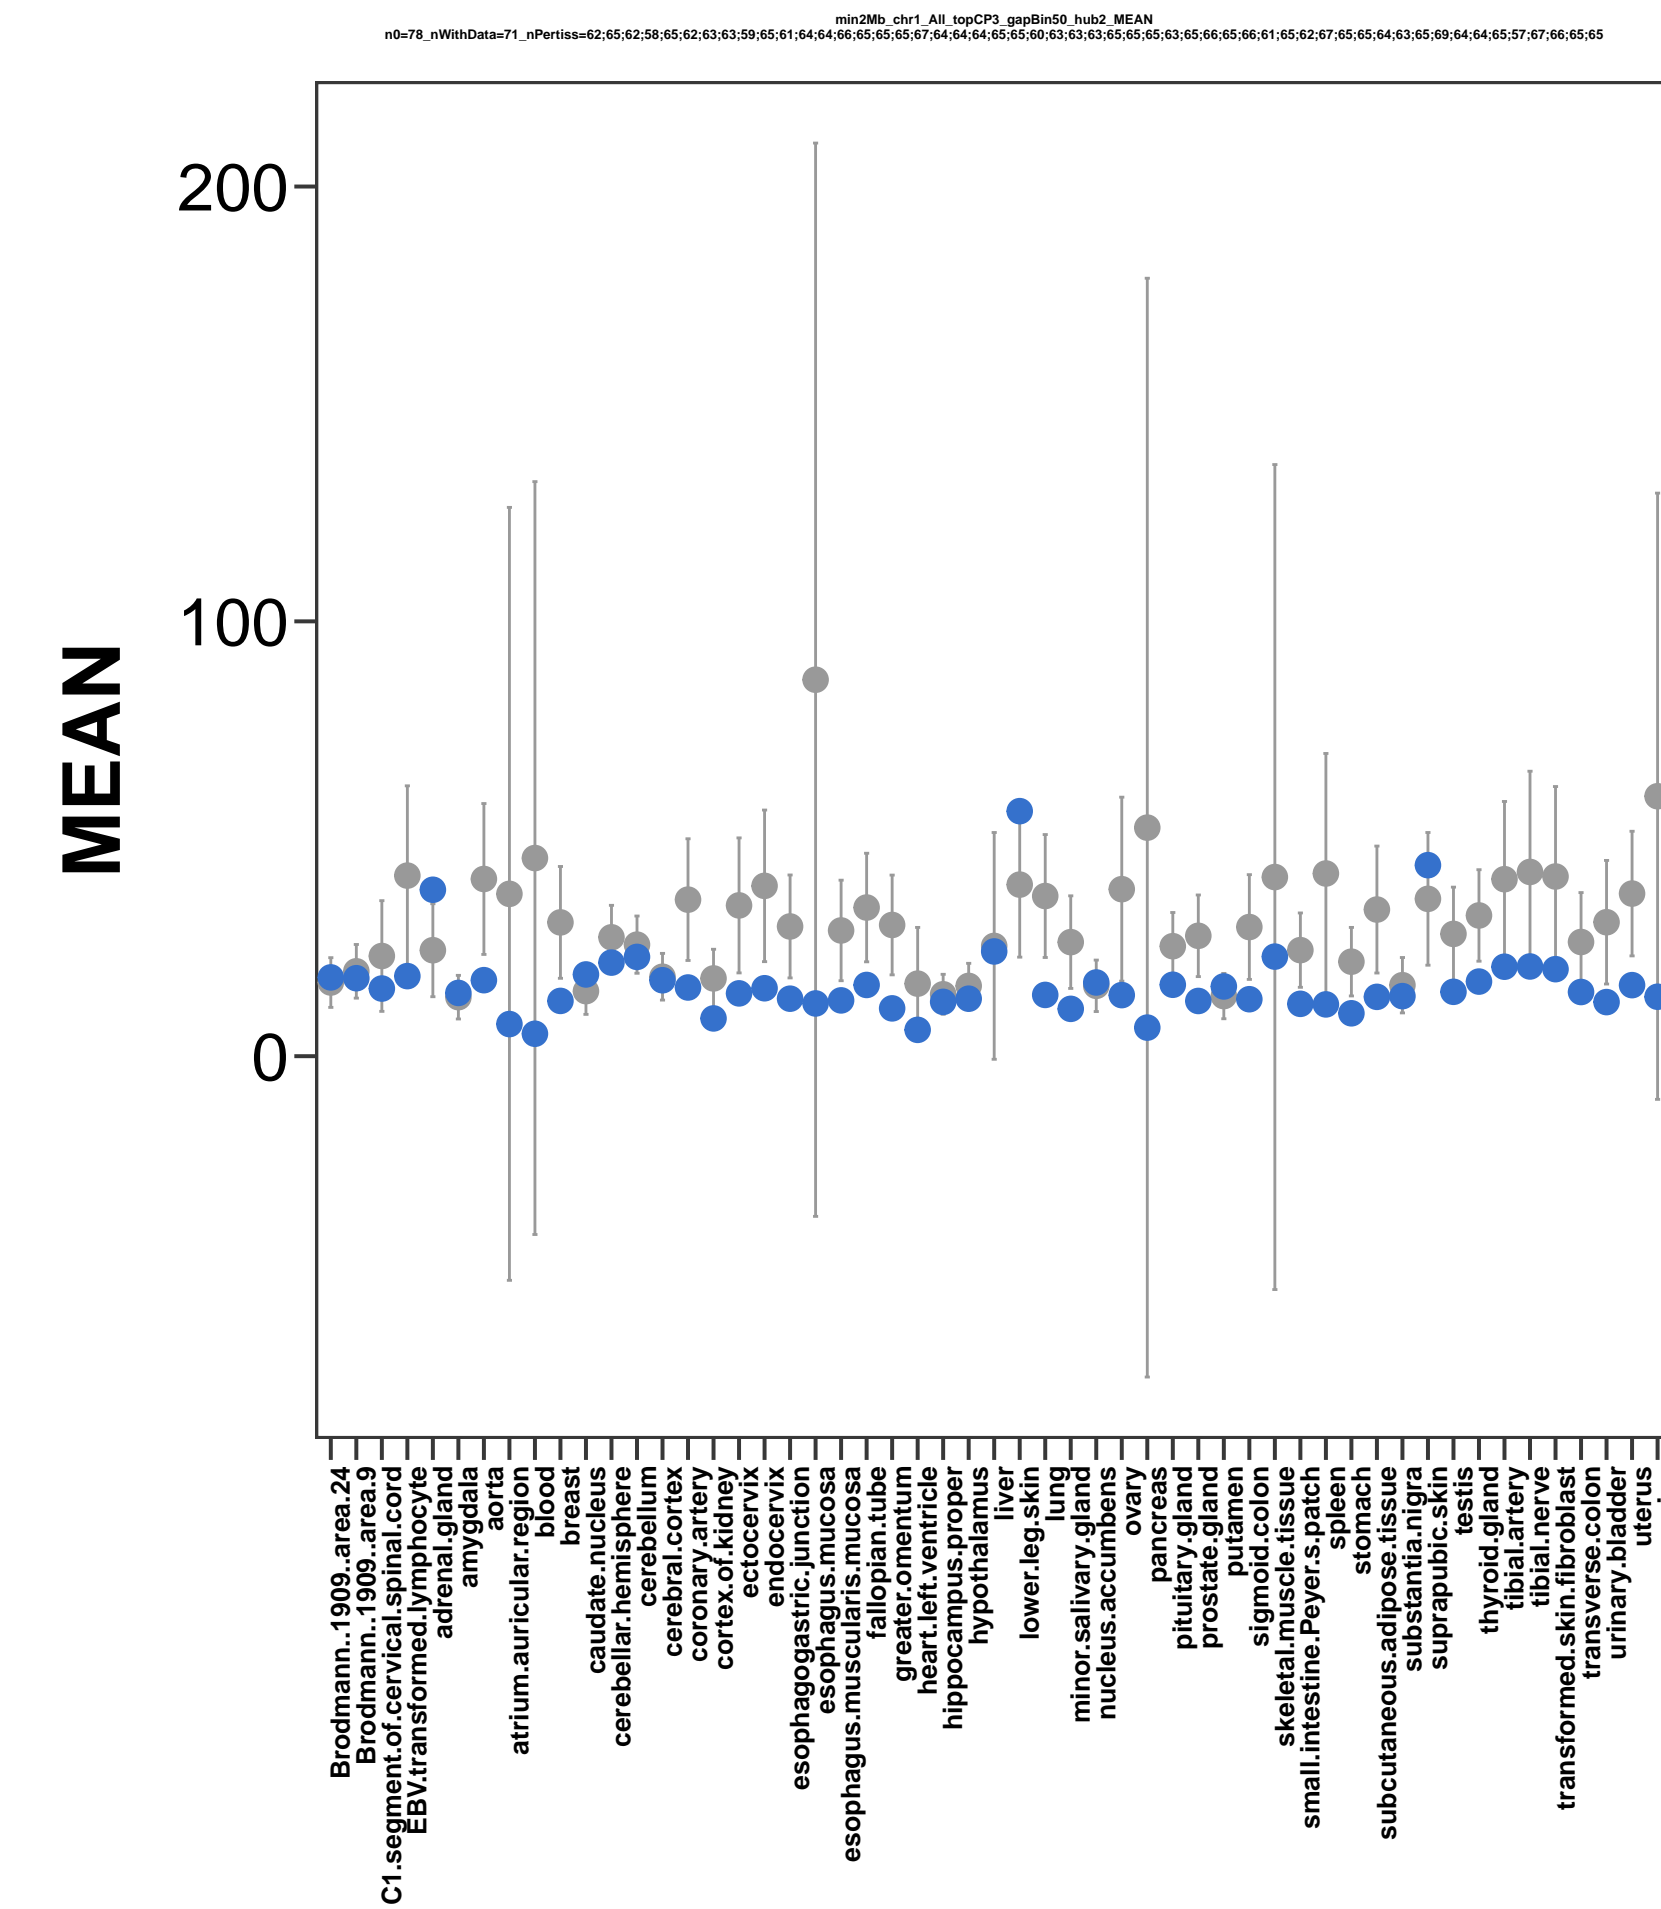 min2Mb_chr1_All_topCP3_gapBin50_hub2_MEAN
n0=78_nWithData=71_nPertiss=62;65;62;58;65;62;63;63;59;65;61;64;64;66;65;65;65;67;64;64;64;65;65;60;63;63;63;65;65;65;63;65;66;65;66;61;65;62;67;65;65;64;63;65;69;64;64;65;57;67;66;65;65
200
100
0
MEAN
Brodmann..1909..area.24
Brodmann..1909..area.9
C1.segment.of.cervical.spinal.cord
EBV.transformed.lymphocyte
adrenal.gland
amygdala
aorta
atrium.auricular.region
blood
breast
caudate.nucleus
cerebellar.hemisphere
cerebellum
cerebral.cortex
coronary.artery
cortex.of.kidney
ectocervix
endocervix
esophagogastric.junction
esophagus.mucosa
esophagus.muscularis.mucosa
fallopian.tube
greater.omentum
heart.left.ventricle
hippocampus.proper
hypothalamus
liver
lower.leg.skin
lung
minor.salivary.gland
nucleus.accumbens
ovary
pancreas
pituitary.gland
prostate.gland
putamen
sigmoid.colon
skeletal.muscle.tissue
small.intestine.Peyer.s.patch
spleen
stomach
subcutaneous.adipose.tissue
substantia.nigra
suprapubic.skin
testis
thyroid.gland
tibial.artery
tibial.nerve
transformed.skin.fibroblast
transverse.colon
urinary.bladder
uterus